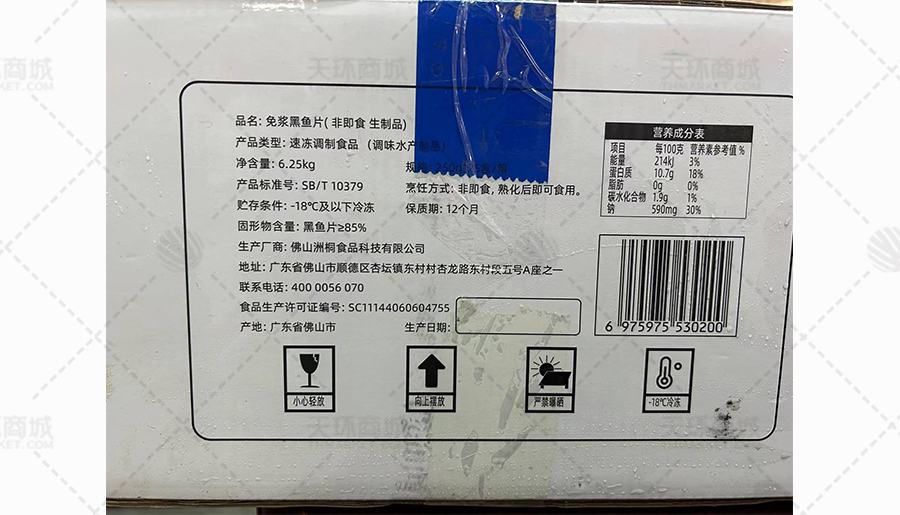 天环商城
品名: 免浆黑鱼片( 非即食 生制品)
产品类型: 速冻调制食品 (调味水产制品)
净含量: 6.25kg 规格:
产品标准号: SB/T 10379 烹饪方式: 非即食, 熟化后即可食用。
贮存条件: -18℃及以下冷冻 保质期: 12个月
固形物含量: 黑鱼片≥85%
生产厂商: 佛山洲桐食品科技有限公司
地址: 广东省佛山市顺德区杏坛镇东村村杏龙路东村段五号A座之一
联系电话: 400 0056 070
食品生产许可证编号: SC11144060604755
产地: 广东省佛山市 生产日期:
营养成分表
项目 每100克 营养素参考值 %
能量 214kJ 3%
蛋白质 10.7g 18%
脂肪 0g 0%
碳水化合物 1.9g 1%
钠 590mg 30%
6 975975 530200
小心轻放
向上摆放
严禁曝晒
-18℃冷冻